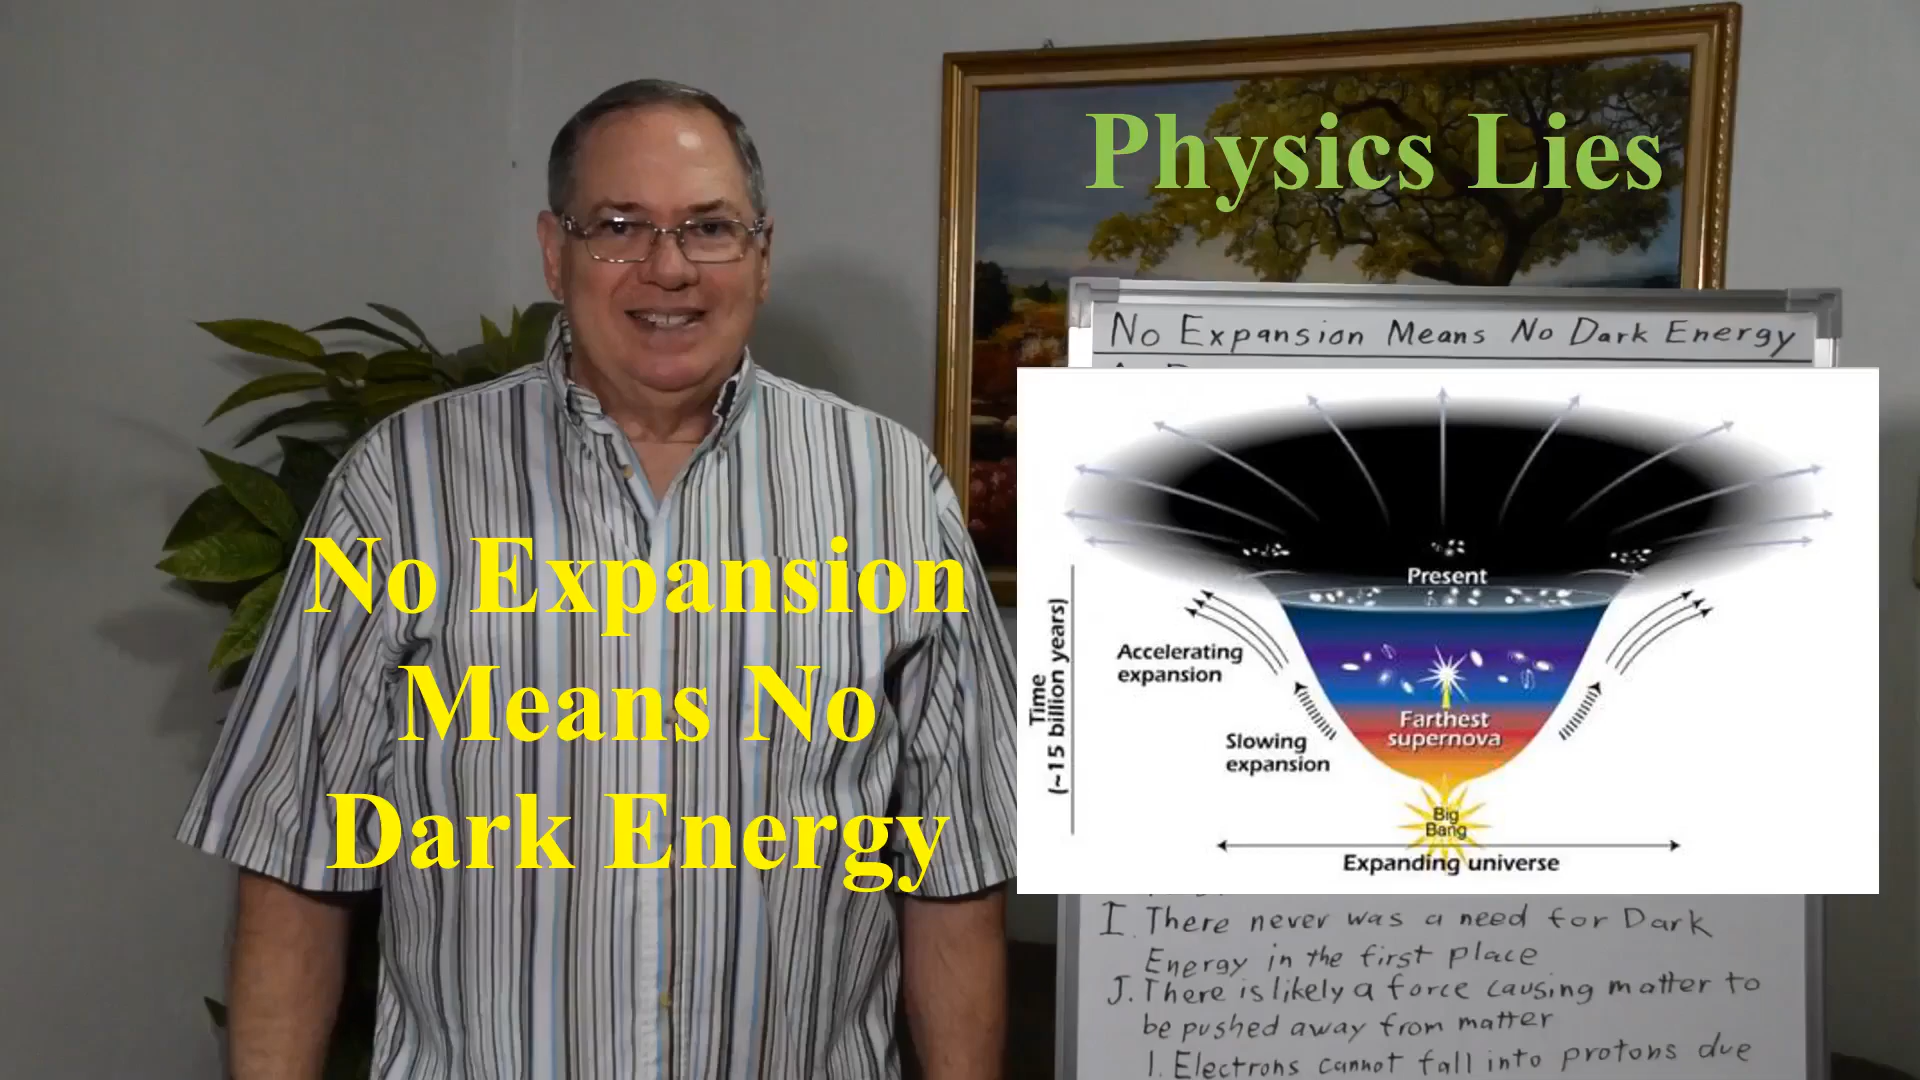 Physics Lies
No Expansion Means No Dark Energy
No Expansion
Means No
Dark Energy
Present
Accelerating
expansion
Farthest
supernova
Slowing
expansion
Time
(~15 billion years)
Big
Bang
Expanding universe
I. There never was a need for Dark
Energy in the first place
J. There is likely a force causing matter to
be pushed away from matter
1. Electrons cannot fall into protons due